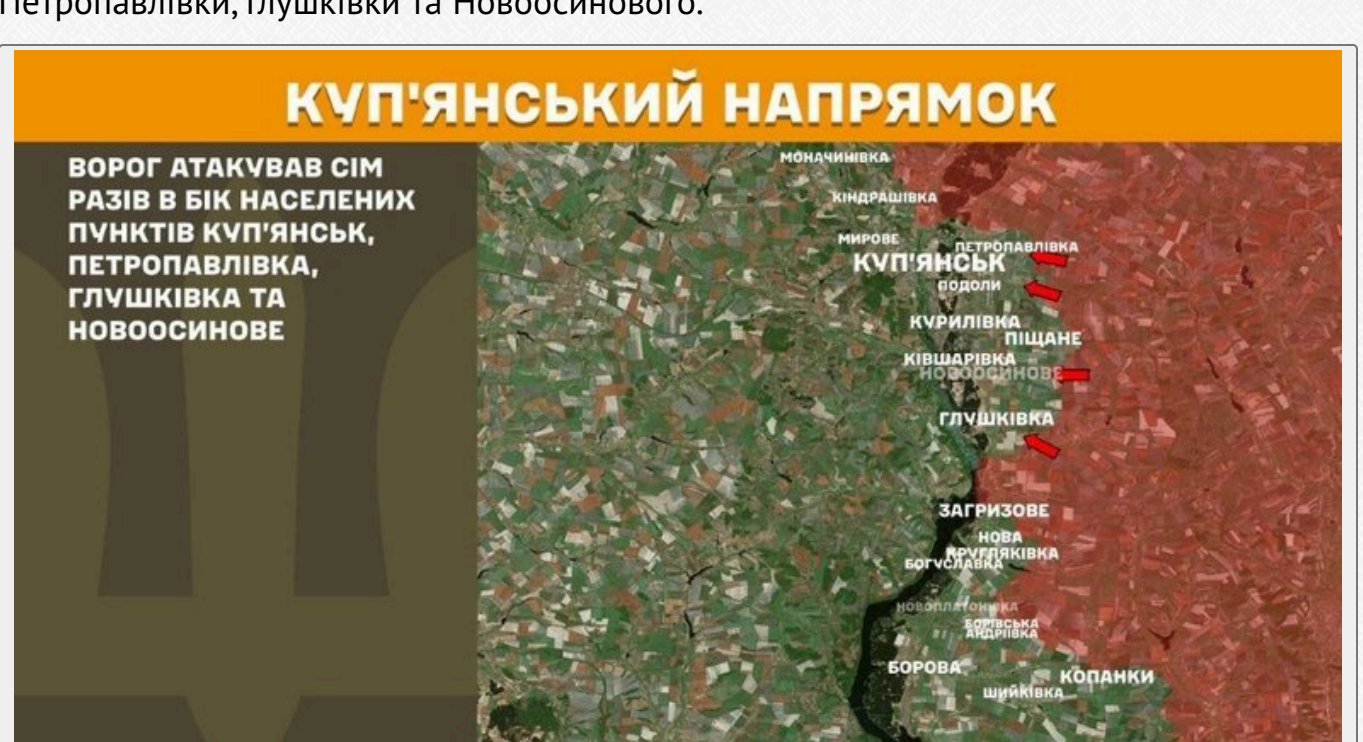 Петропавлівки, Глушківки та Новоосинового.
КУП'ЯНСЬКИЙ НАПРЯМОК
ВОРОГ АТАКУВАВ СІМ
РАЗІВ В БІК НАСЕЛЕНИХ
ПУНКТІВ КУП'ЯНСЬК,
ПЕТРОПАВЛІВКА,
ГЛУШКІВКА ТА
НОВООСИНОВЕ
МОНАЧИНІВКА
КІНДРАШІВКА
МИРОВЕ
ПЕТРОПАВЛІВКА
КУП'ЯНСЬК
ПОДОЛИ
КУРИЛІВКА
ПІЩАНЕ
КІВШАРІВКА
НОВООСИНОВЕ
ГЛУШКІВКА
ЗАГРИЗОВЕ
НОВА
КРУГЛЯКІВКА
БОГУСЛАВКА
НОВОПЛАТОНІВКА
БОРІВСЬКА
АНДРІЇВКА
БОРОВА
КОПАНКИ
ШИЙКІВКА